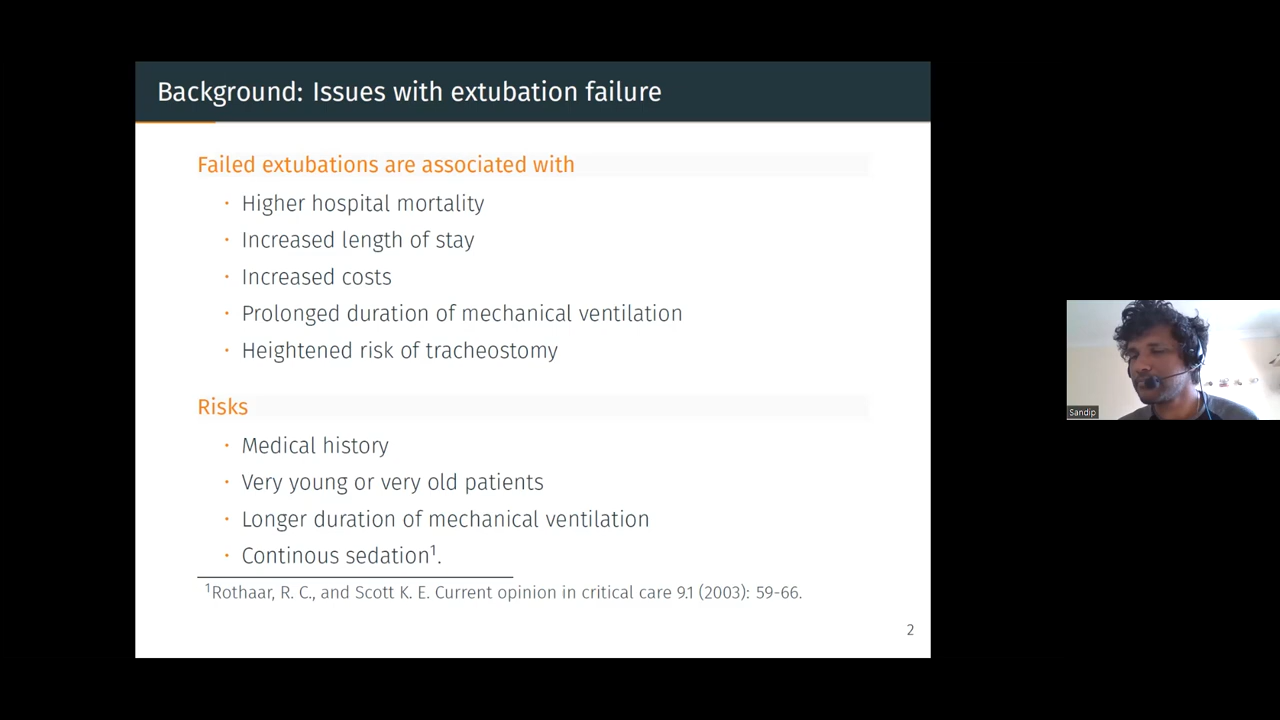 Background: Issues with extubation failure
Failed extubations are associated with
· Higher hospital mortality
· Increased length of stay
· Increased costs
· Prolonged duration of mechanical ventilation
· Heightened risk of tracheostomy
Risks
· Medical history
· Very young or very old patients
· Longer duration of mechanical ventilation
· Continous sedation¹.
¹Rothaar, R. C., and Scott K. E. Current opinion in critical care 9.1 (2003): 59-66.
2
Sandip